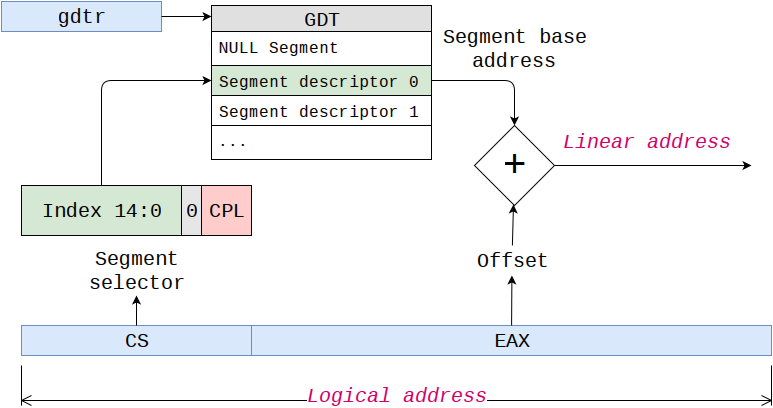 gdtr
GDT
NULL Segment
Segment descriptor 0
Segment descriptor 1
...
Segment base
address
+
Linear address
Index 14:0
0
CPL
Segment
selector
Offset
CS
EAX
Logical address